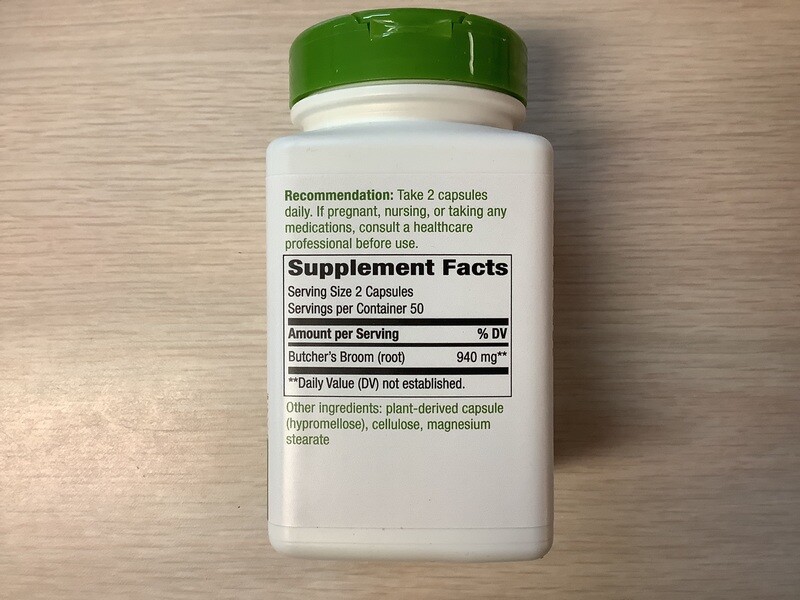 Recommendation: Take 2 capsules
daily. If pregnant, nursing, or taking any
medications, consult a healthcare
professional before use.
Supplement Facts
Serving Size 2 Capsules
Servings per Container 50
Amount per Serving % DV
Butcher's Broom (root) 940 mg**
**Daily Value (DV) not established.
Other ingredients: plant-derived capsule
(hypromellose), cellulose, magnesium
stearate